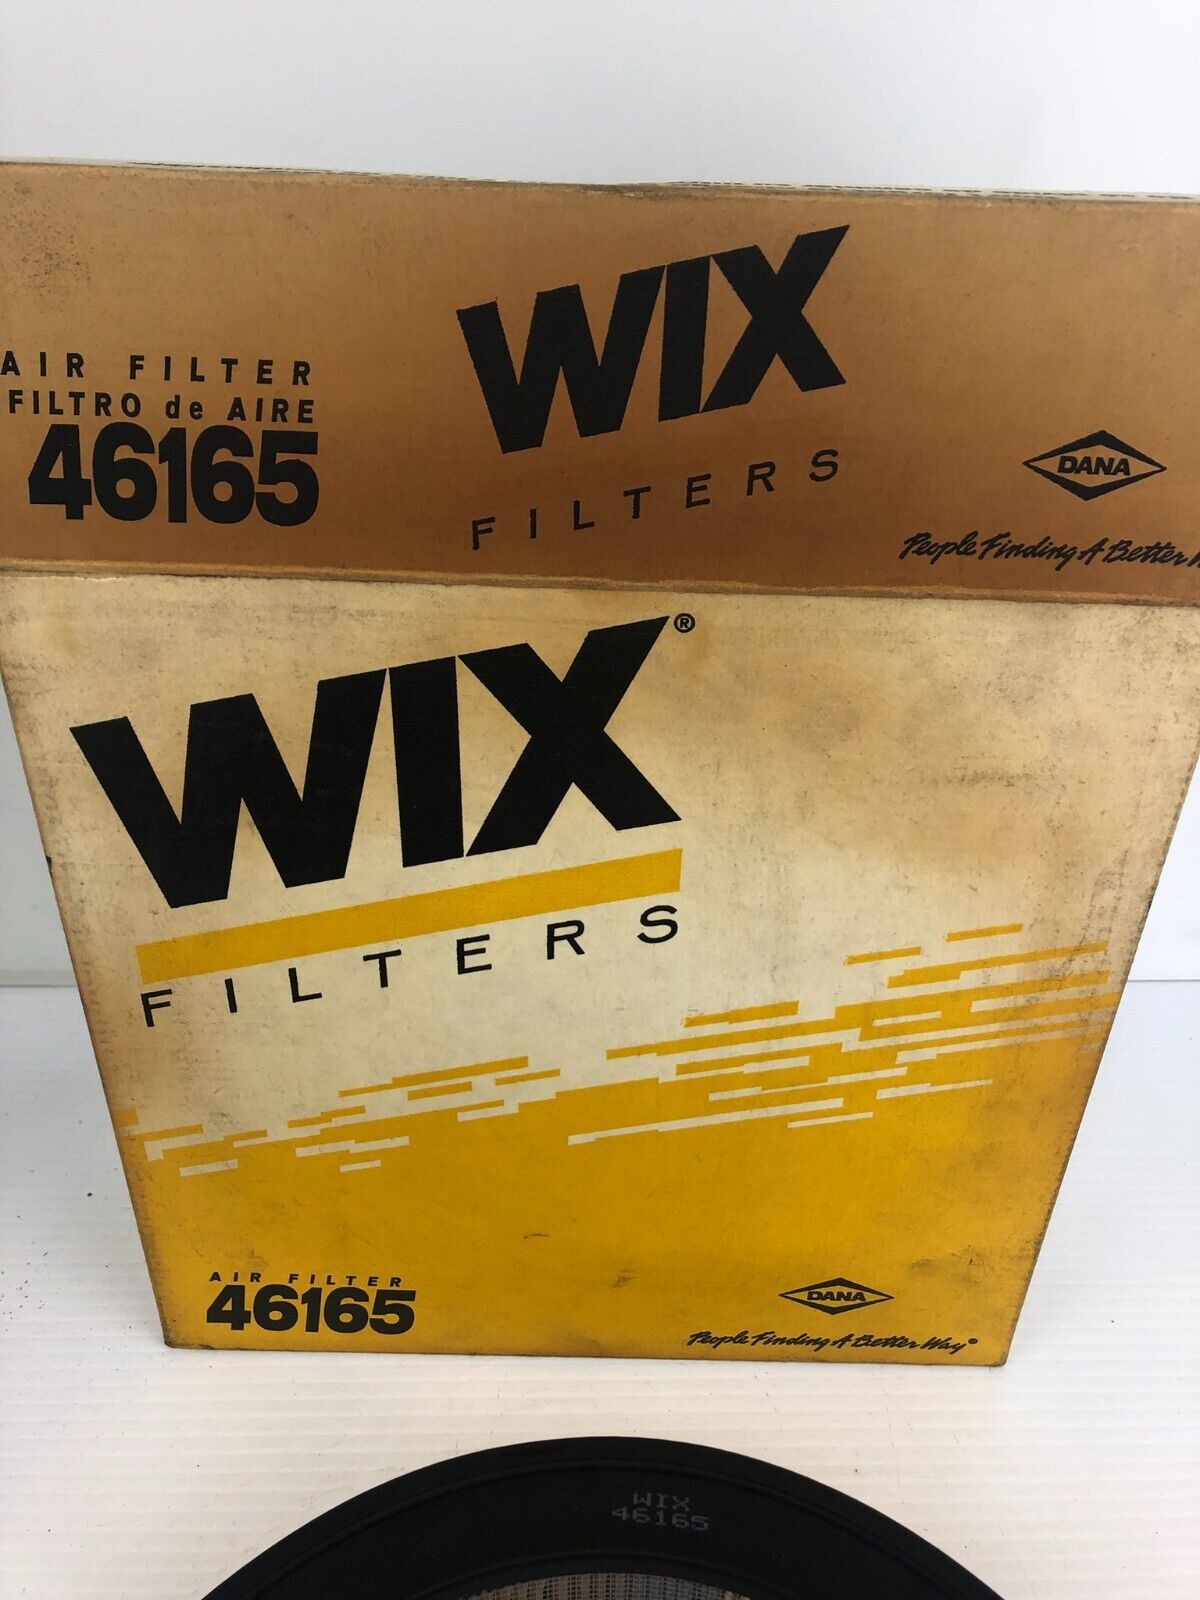 AIR FILTER
FILTRO de AIRE
46165
WIX
FILTERS
DANA
People Finding A Better
WIX®
FILTERS
AIR FILTER
46165
DANA
People Finding A Better Way®
WIX
46165